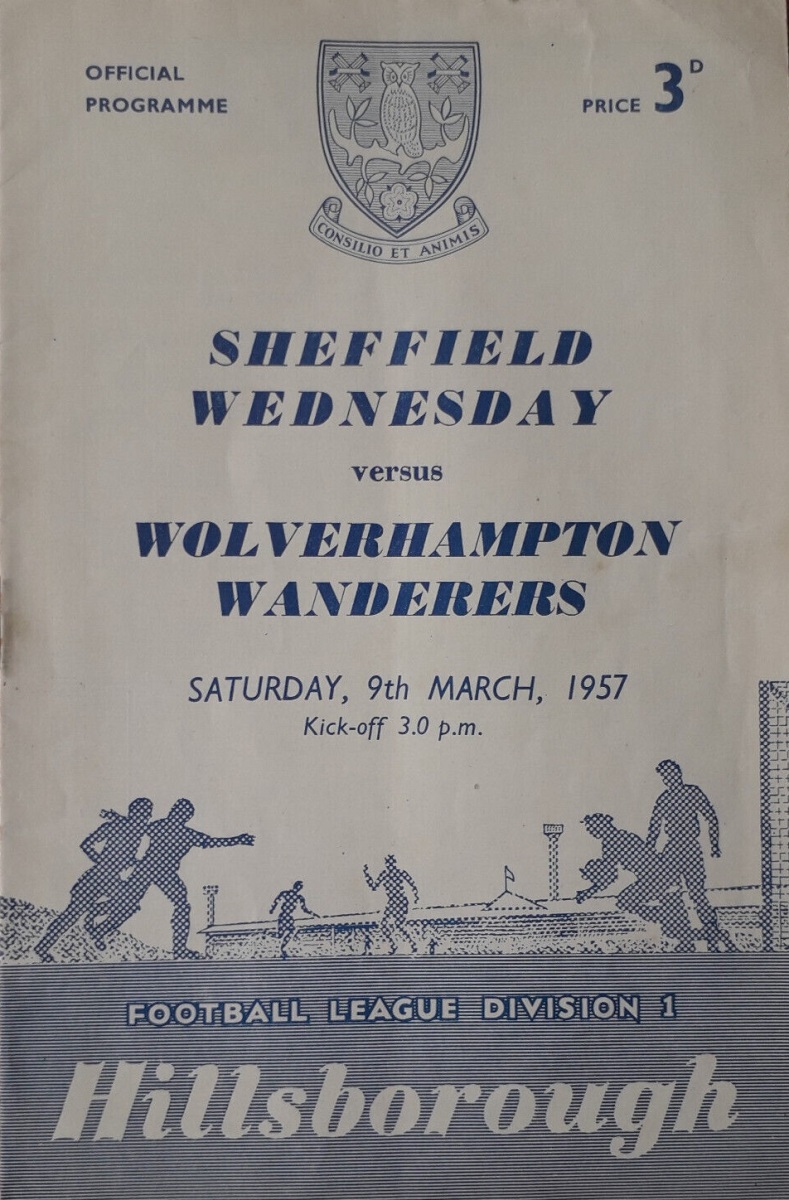 OFFICIAL
PROGRAMME
PRICE 3D
CONSILIO ET ANIMIS
SHEFFIELD
WEDNESDAY
versus
WOLVERHAMPTON
WANDERERS
SATURDAY, 9th MARCH, 1957
Kick-off 3.0 p.m.
FOOTBALL LEAGUE DIVISION 1
Hillsborough